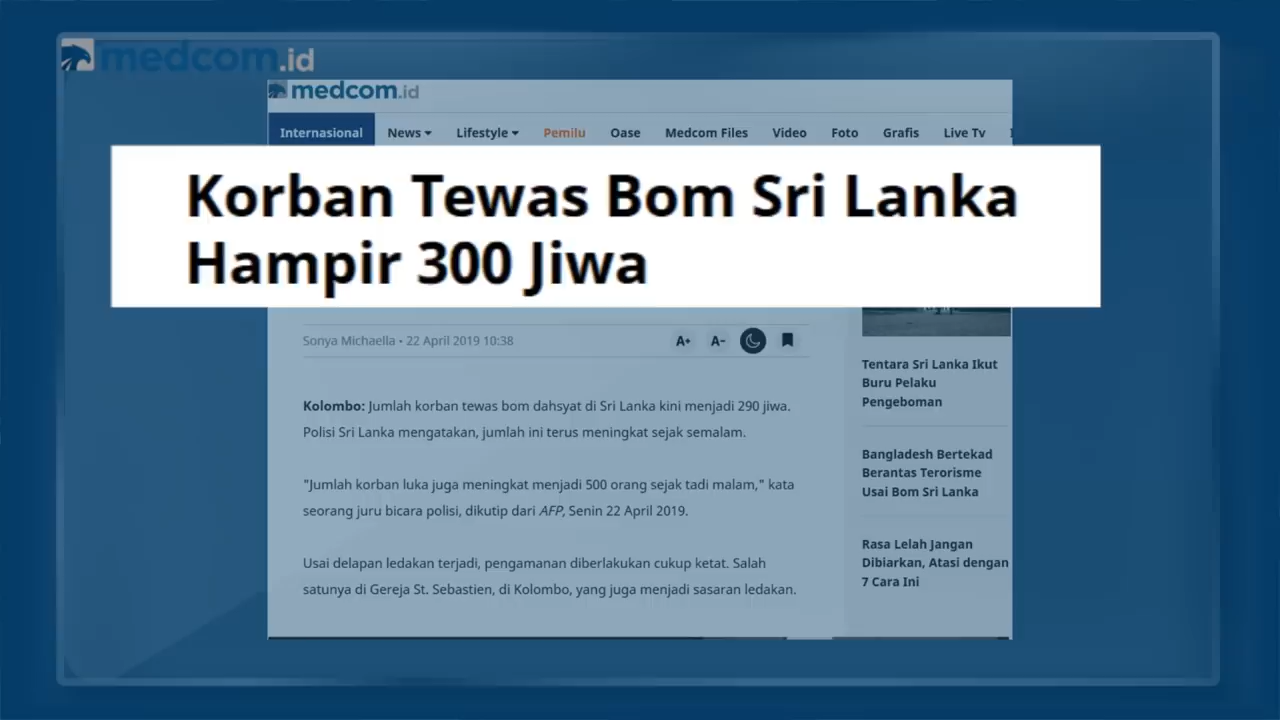 medcom.id
medcom.id
Internasional News Lifestyle Pemilu Oase Medcom Files Video Foto Grafis Live Tv
Korban Tewas Bom Sri Lanka
Hampir 300 Jiwa
Sonya Michaella • 22 April 2019 10:38 A+ A-
Kolombo: Jumlah korban tewas bom dahsyat di Sri Lanka kini menjadi 290 jiwa.
Polisi Sri Lanka mengatakan, jumlah ini terus meningkat sejak semalam.
"Jumlah korban luka juga meningkat menjadi 500 orang sejak tadi malam," kata
seorang juru bicara polisi, dikutip dari AFP, Senin 22 April 2019.
Usai delapan ledakan terjadi, pengamanan diberlakukan cukup ketat. Salah
satunya di Gereja St. Sebastien, di Kolombo, yang juga menjadi sasaran ledakan.
Tentara Sri Lanka Ikut
Buru Pelaku
Pengeboman
Bangladesh Bertekad
Berantas Terorisme
Usai Bom Sri Lanka
Rasa Lelah Jangan
Dibiarkan, Atasi dengan
7 Cara Ini